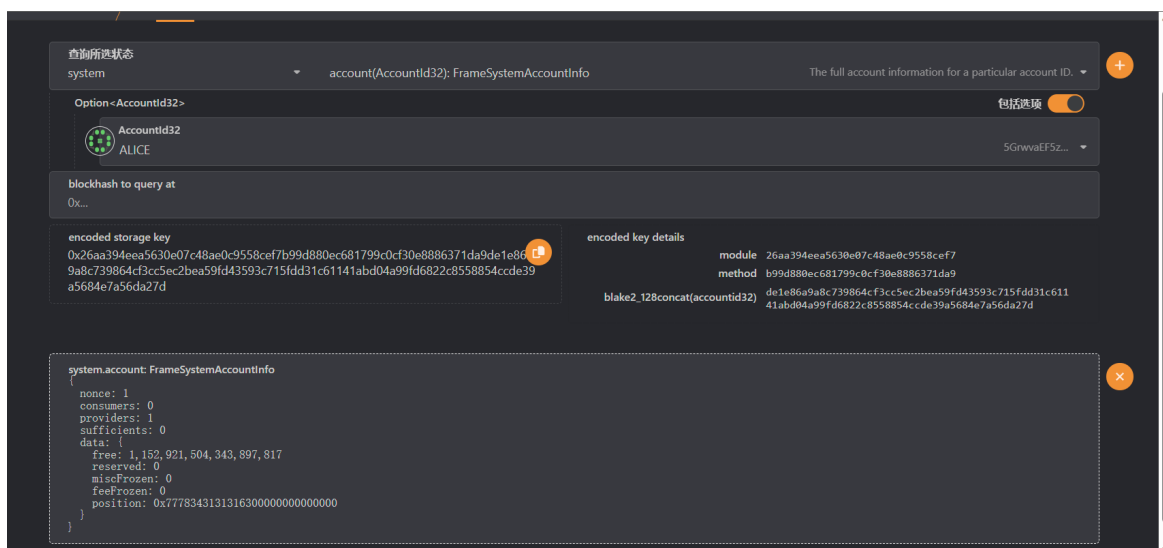 查询所选状态
system
account(AccountId32): FrameSystemAccountInfo
The full account information for a particular account ID.
Option<AccountId32>
包括选项
AccountId32
ALICE
5GrwvaEF5z...
blockhash to query at
0x...
encoded storage key
0x26aa394eea5630e07c48ae0c9558cef7b99d880ec681799c0cf30e8886371da9de1e86
9a8c739864cf3cc5ec2bea59fd43593c715fdd31c61141abd04a99fd6822c8558854ccde39
a5684e7a56da27d
encoded key details
module 26aa394eea5630e07c48ae0c9558cef7
method b99d880ec681799c0cf30e8886371da9
blake2_128concat(accountid32) de1e86a9a8c739864cf3cc5ec2bea59fd43593c715fdd31c611
41abd04a99fd6822c8558854ccde39a5684e7a56da27d
system.account: FrameSystemAccountInfo
{
nonce: 1
consumers: 0
providers: 1
sufficients: 0
data: {
free: 1,152,921,504,343,897,817
reserved: 0
miscFrozen: 0
feeFrozen: 0
position: 0x7778343131316300000000000000
}
}